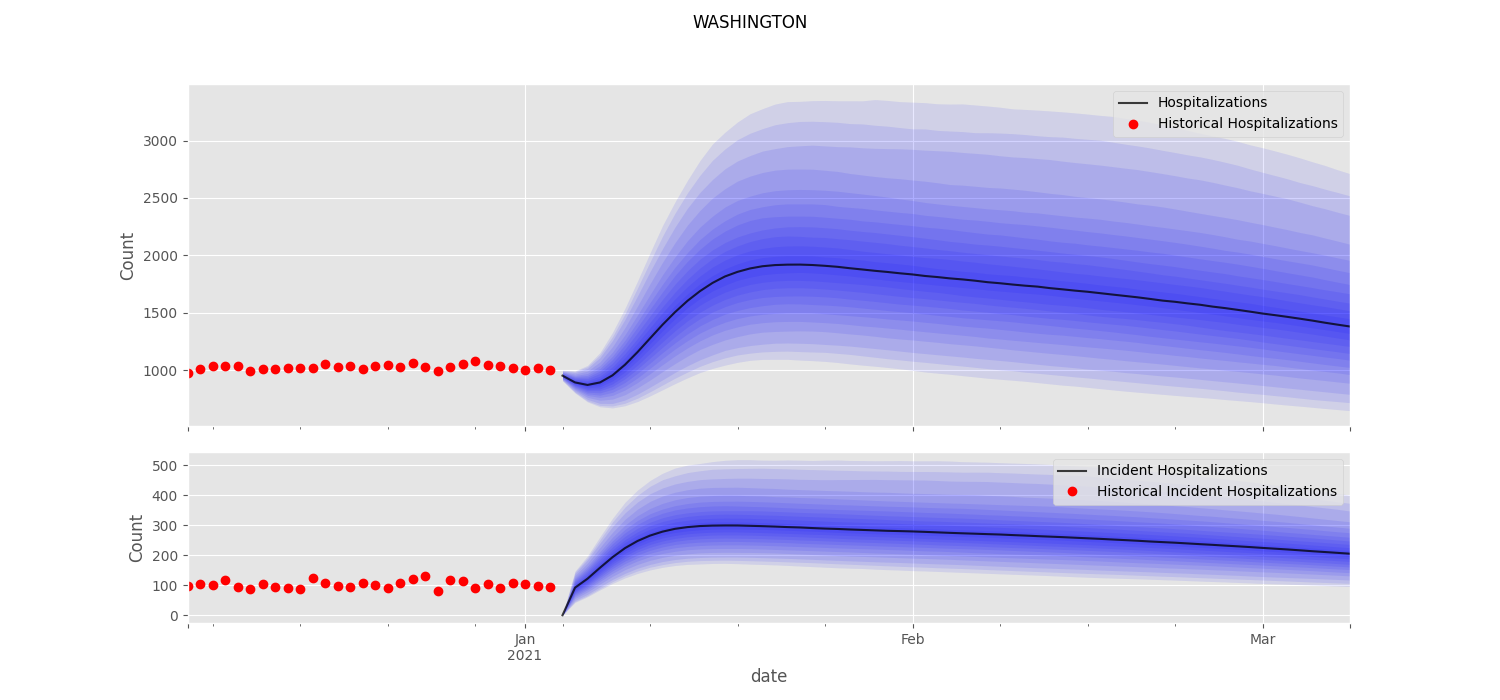 WASHINGTON
Hospitalizations
Historical Hospitalizations
3000
2500
2000
1500
1000
Count
Incident Hospitalizations
Historical Incident Hospitalizations
500
400
300
200
100
0
Count
Jan
2021
Feb
Mar
date